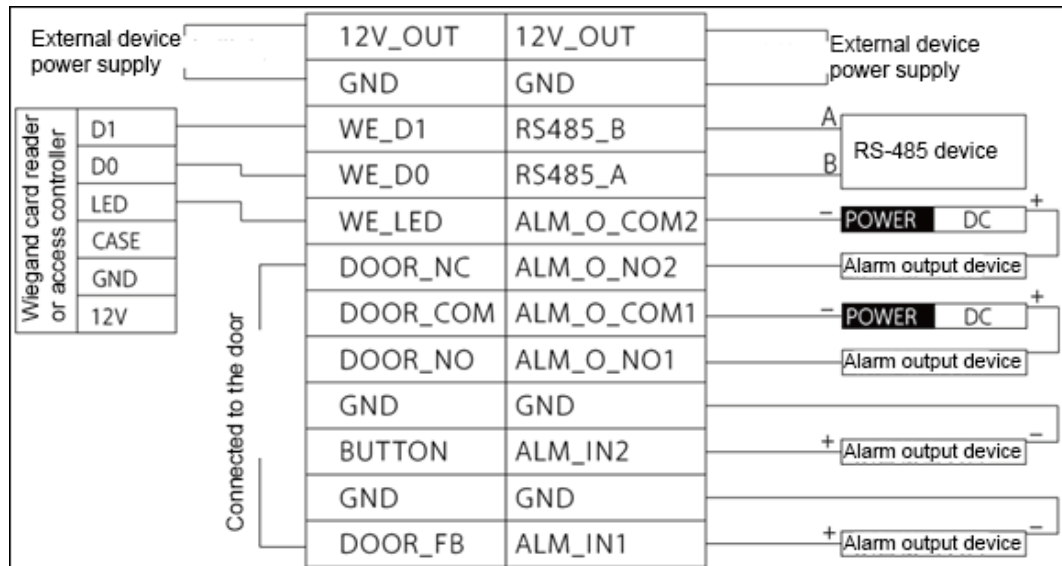 External device
power supply
12V_OUT
12V_OUT
External device
power supply
GND
GND
Wiegand card reader
or access controller
D1
WE_D1
RS485_B
A
RS-485 device
D0
WE_D0
RS485_A
B
LED
WE_LED
ALM_O_COM2
–
POWER
DC
+
CASE
GND
DOOR_NC
ALM_O_NO2
Alarm output device
12V
DOOR_COM
ALM_O_COM1
–
POWER
DC
+
Connected to the door
DOOR_NO
ALM_O_NO1
Alarm output device
GND
GND
BUTTON
ALM_IN2
+
Alarm output device
–
GND
GND
DOOR_FB
ALM_IN1
+
Alarm output device
–